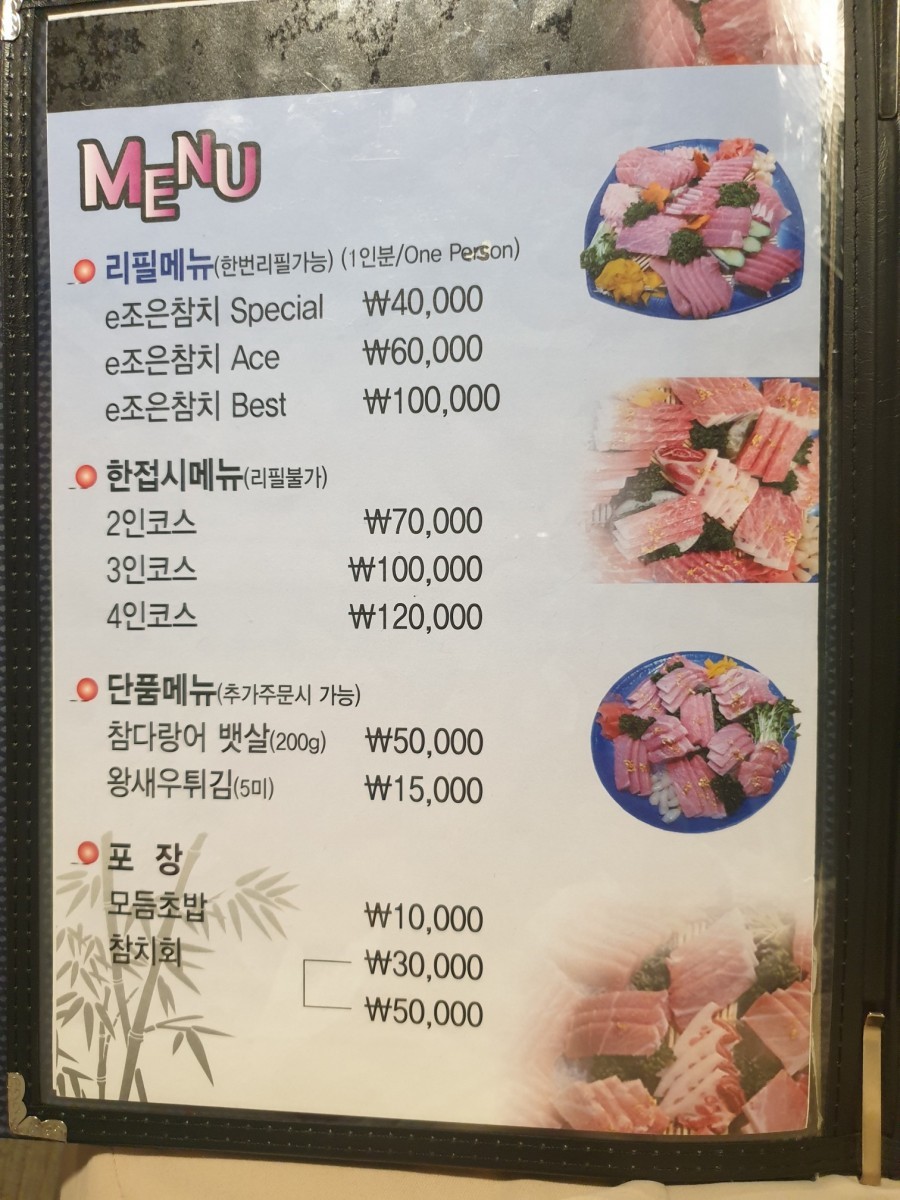 MENU
리필메뉴(한번리필가능) (1인분/One Person)
e조은참치 Special ₩40,000
e조은참치 Ace ₩60,000
e조은참치 Best ₩100,000
한접시메뉴(리필불가)
2인코스 ₩70,000
3인코스 ₩100,000
4인코스 ₩120,000
단품메뉴(추가주문시 가능)
참다랑어 뱃살(200g) ₩50,000
왕새우튀김(5미) ₩15,000
포 장
모듬초밥 ₩10,000
참치회 ₩30,000
₩50,000